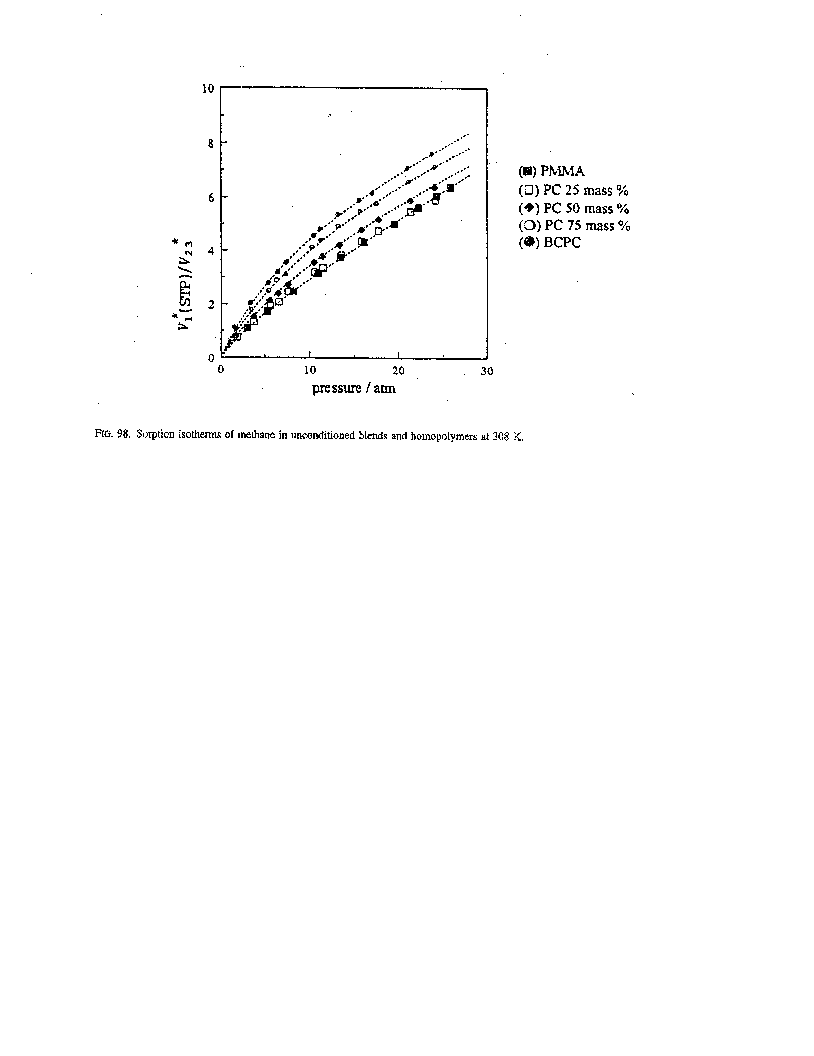 10
8
6
4
2
0
V₁*(STP)/V₂₃*
0 10 20 30
pressure / atm
(■) PMMA
(□) PC 25 mass %
(◆) PC 50 mass %
(○) PC 75 mass %
(●) BCPC
FIG. 98. Sorption isotherms of methane in unconditioned blends and homopolymers at 308 K.